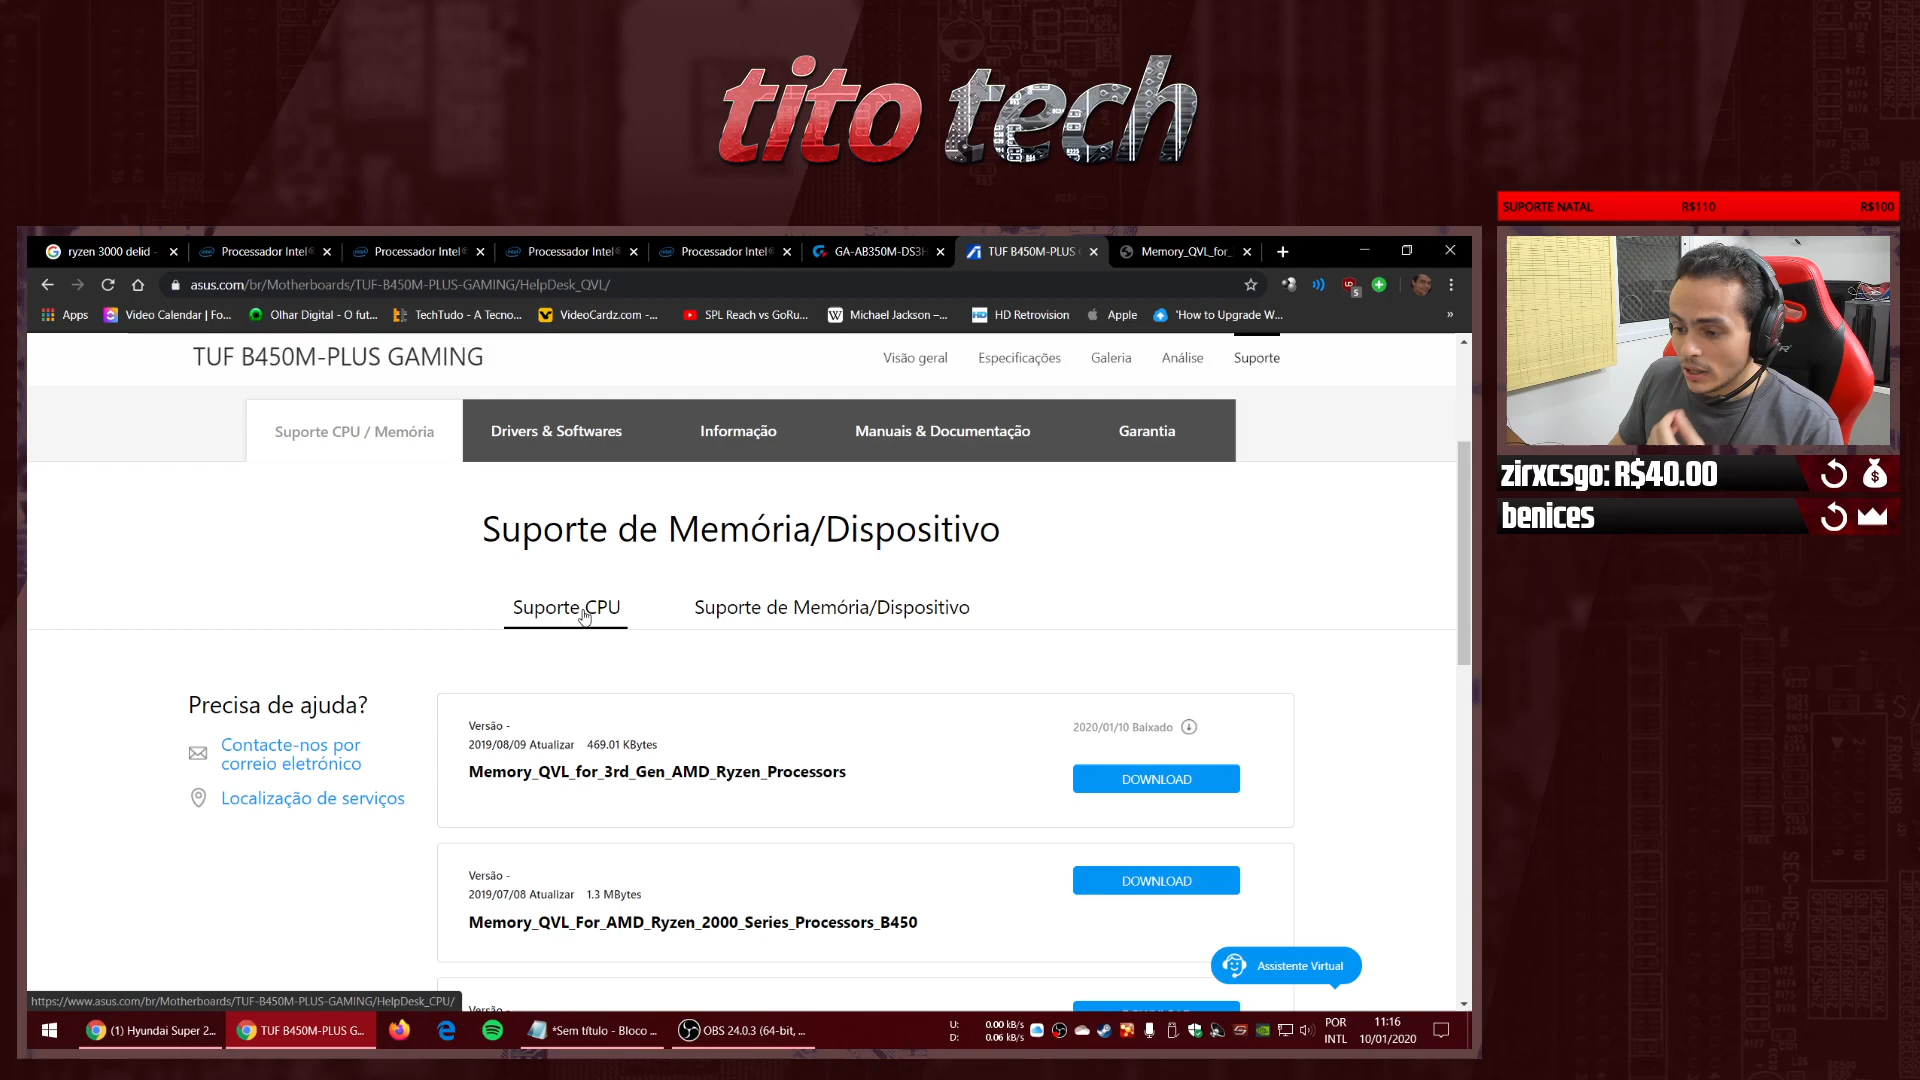 tito tech
SUPORTE NATAL R$110 R$100
ryzen 3000 delid
Processador Intel®
Processador Intel®
Processador Intel®
Processador Intel®
GA-AB350M-DS3H
TUF B450M-PLUS
Memory_QVL_for_
asus.com/br/Motherboards/TUF-B450M-PLUS-GAMING/HelpDesk_QVL/
Apps
Video Calendar | Fo...
Olhar Digital - O fut...
TechTudo - A Tecno...
VideoCardz.com -...
SPL Reach vs GoRu...
Michael Jackson –...
HD Retrovision
Apple
'How to Upgrade W...
»
TUF B450M-PLUS GAMING
Visão geral
Especificações
Galeria
Análise
Suporte
Suporte CPU / Memória
Drivers & Softwares
Informação
Manuais & Documentação
Garantia
Suporte de Memória/Dispositivo
Suporte CPU
Suporte de Memória/Dispositivo
Precisa de ajuda?
Contacte-nos por
correio eletrónico
Localização de serviços
Versão -
2019/08/09 Atualizar 469.01 KBytes
Memory_QVL_for_3rd_Gen_AMD_Ryzen_Processors
2020/01/10 Baixado
DOWNLOAD
Versão -
2019/07/08 Atualizar 1.3 MBytes
Memory_QVL_For_AMD_Ryzen_2000_Series_Processors_B450
DOWNLOAD
Versão -
Assistente Virtual
https://www.asus.com/br/Motherboards/TUF-B450M-PLUS-GAMING/HelpDesk_CPU/
zirxcsgo: R$40.00
benices
(1) Hyundai Super 2...
TUF B450M-PLUS G...
*Sem título - Bloco ...
OBS 24.0.3 (64-bit, ...
U: 0.00 kB/s
D: 0.06 kB/s
POR
INTL
11:16
10/01/2020